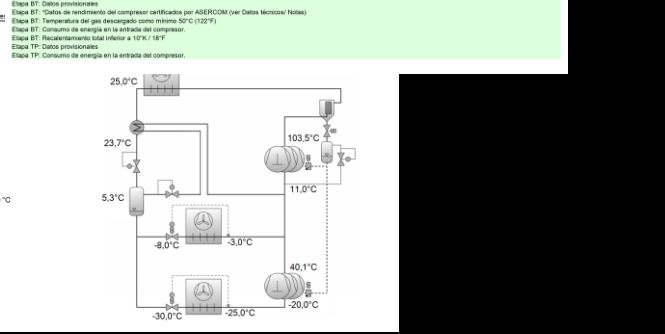 Etapa BT: Datos provisionales
Etapa BT: *Datos de rendimiento del compresor certificados por ASERCOM (ver Datos técnicos/ Notas)
Etapa BT: Temperatura del gas descargado como mínimo 50°C (122°F)
Etapa BT: Consumo de energía en la entrada del compresor.
Etapa BT: Recalentamiento total inferior a 10°K / 18°F
Etapa TP: Datos provisionales
Etapa TP: Consumo de energía en la entrada del compresor.
25,0°C
103,5°C
23,7°C
11,0°C
5,3°C
°C
-8,0°C
-3,0°C
40,1°C
-20,0°C
-30,0°C
-25,0°C